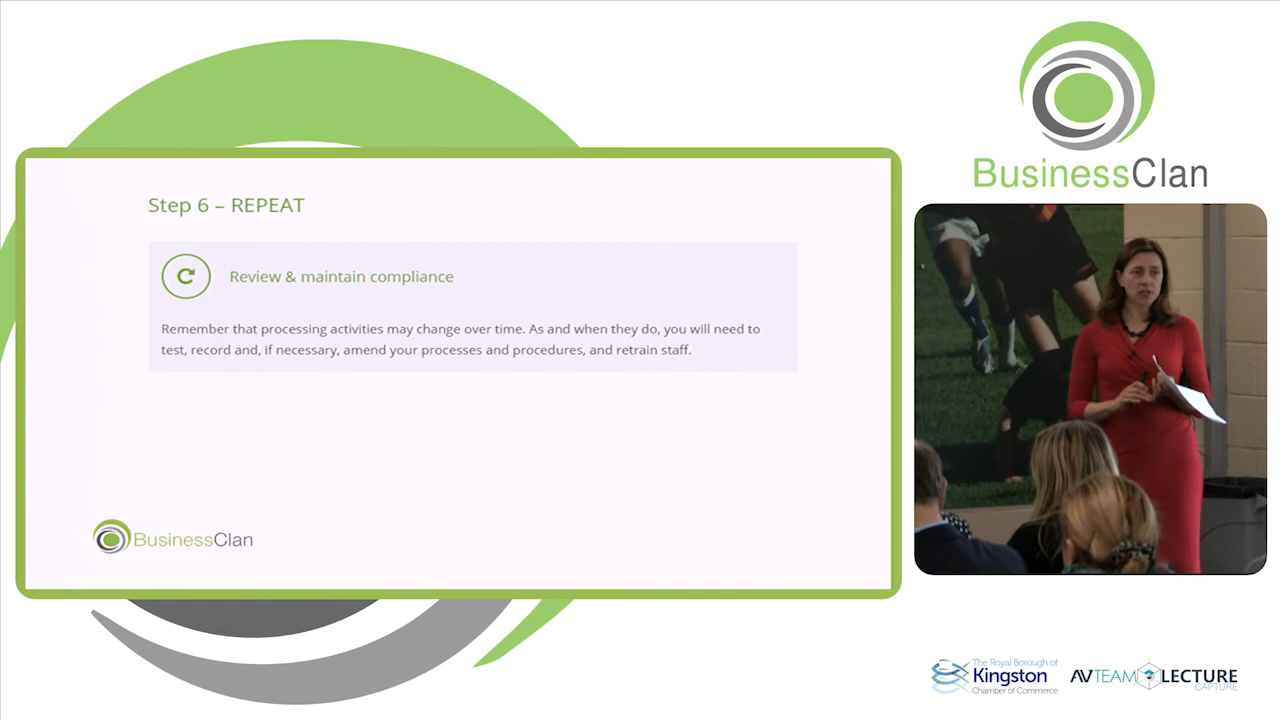 Step 6 – REPEAT
Review & maintain compliance
Remember that processing activities may change over time. As and when they do, you will need to
test, record and, if necessary, amend your processes and procedures, and retrain staff.
BusinessClan
BusinessClan
The Royal Borough of
Kingston
Chamber of Commerce
AVTEAM LECTURE
CAPTURE